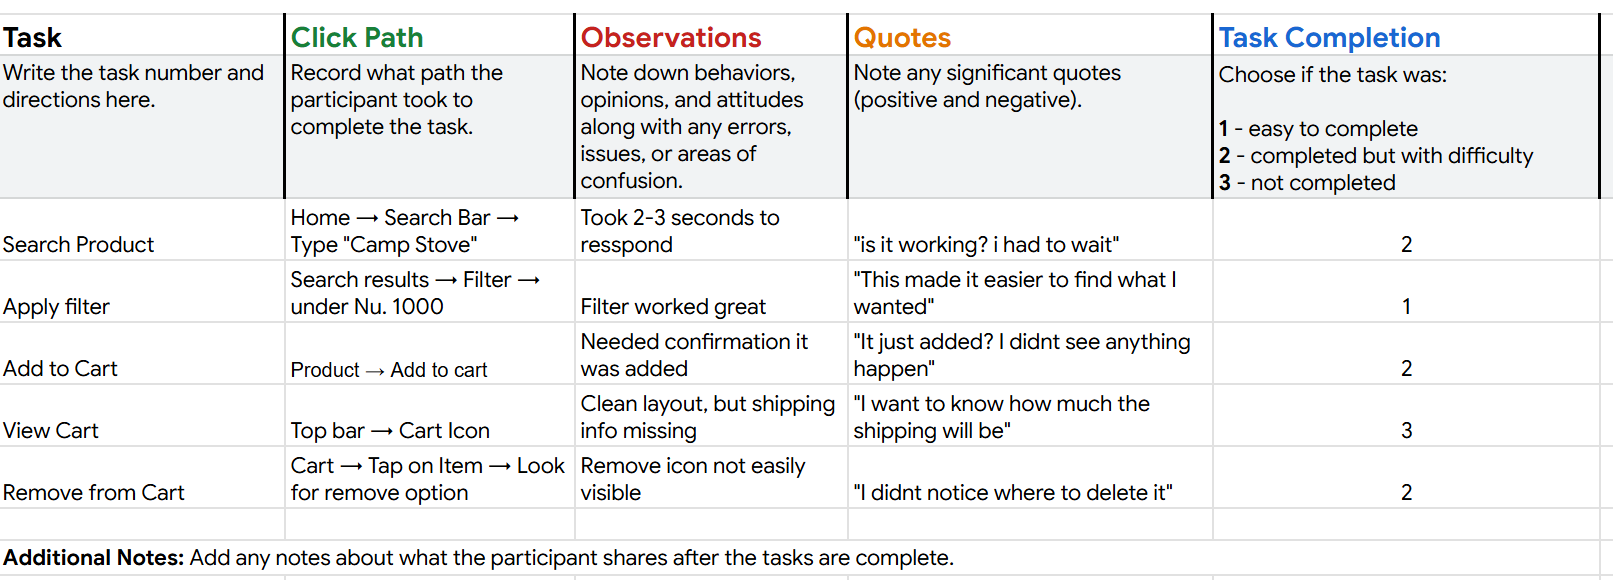 Task
Click Path
Observations
Quotes
Task Completion
Write the task number and
directions here.
Record what path the
participant took to
complete the task.
Note down behaviors,
opinions, and attitudes
along with any errors,
issues, or areas of
confusion.
Note any significant quotes
(positive and negative).
Choose if the task was:
1 - easy to complete
2 - completed but with difficulty
3 - not completed
Search Product
Home → Search Bar →
Type "Camp Stove"
Took 2-3 seconds to
resspond
"is it working? i had to wait"
2
Apply filter
Search results → Filter →
under Nu. 1000
Filter worked great
"This made it easier to find what I
wanted"
1
Add to Cart
Product → Add to cart
Needed confirmation it
was added
"It just added? I didnt see anything
happen"
2
View Cart
Top bar → Cart Icon
Clean layout, but shipping
info missing
"I want to know how much the
shipping will be"
3
Remove from Cart
Cart → Tap on Item → Look
for remove option
Remove icon not easily
visible
"I didnt notice where to delete it"
2
Additional Notes: Add any notes about what the participant shares after the tasks are complete.